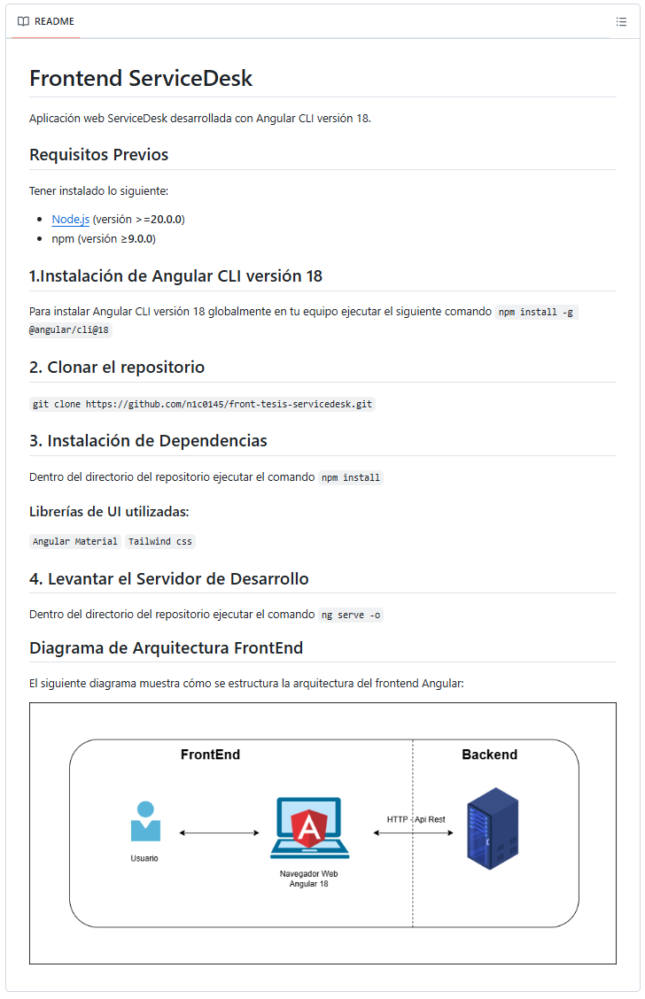 README
Frontend ServiceDesk
Aplicación web ServiceDesk desarrollada con Angular CLI versión 18.
Requisitos Previos
Tener instalado lo siguiente:
Node.js (versión >=20.0.0)
npm (versión ≥9.0.0)
1.Instalación de Angular CLI versión 18
Para instalar Angular CLI versión 18 globalmente en tu equipo ejecutar el siguiente comando npm install -g
@angular/cli@18
2. Clonar el repositorio
git clone https://github.com/n1c0145/front-tesis-servicedesk.git
3. Instalación de Dependencias
Dentro del directorio del repositorio ejecutar el comando npm install
Librerías de UI utilizadas:
Angular Material Tailwind css
4. Levantar el Servidor de Desarrollo
Dentro del directorio del repositorio ejecutar el comando ng serve -o
Diagrama de Arquitectura FrontEnd
El siguiente diagrama muestra cómo se estructura la arquitectura del frontend Angular:
FrontEnd
Backend
HTTP - Api Rest
A
Usuario
Navegador Web
Angular 18